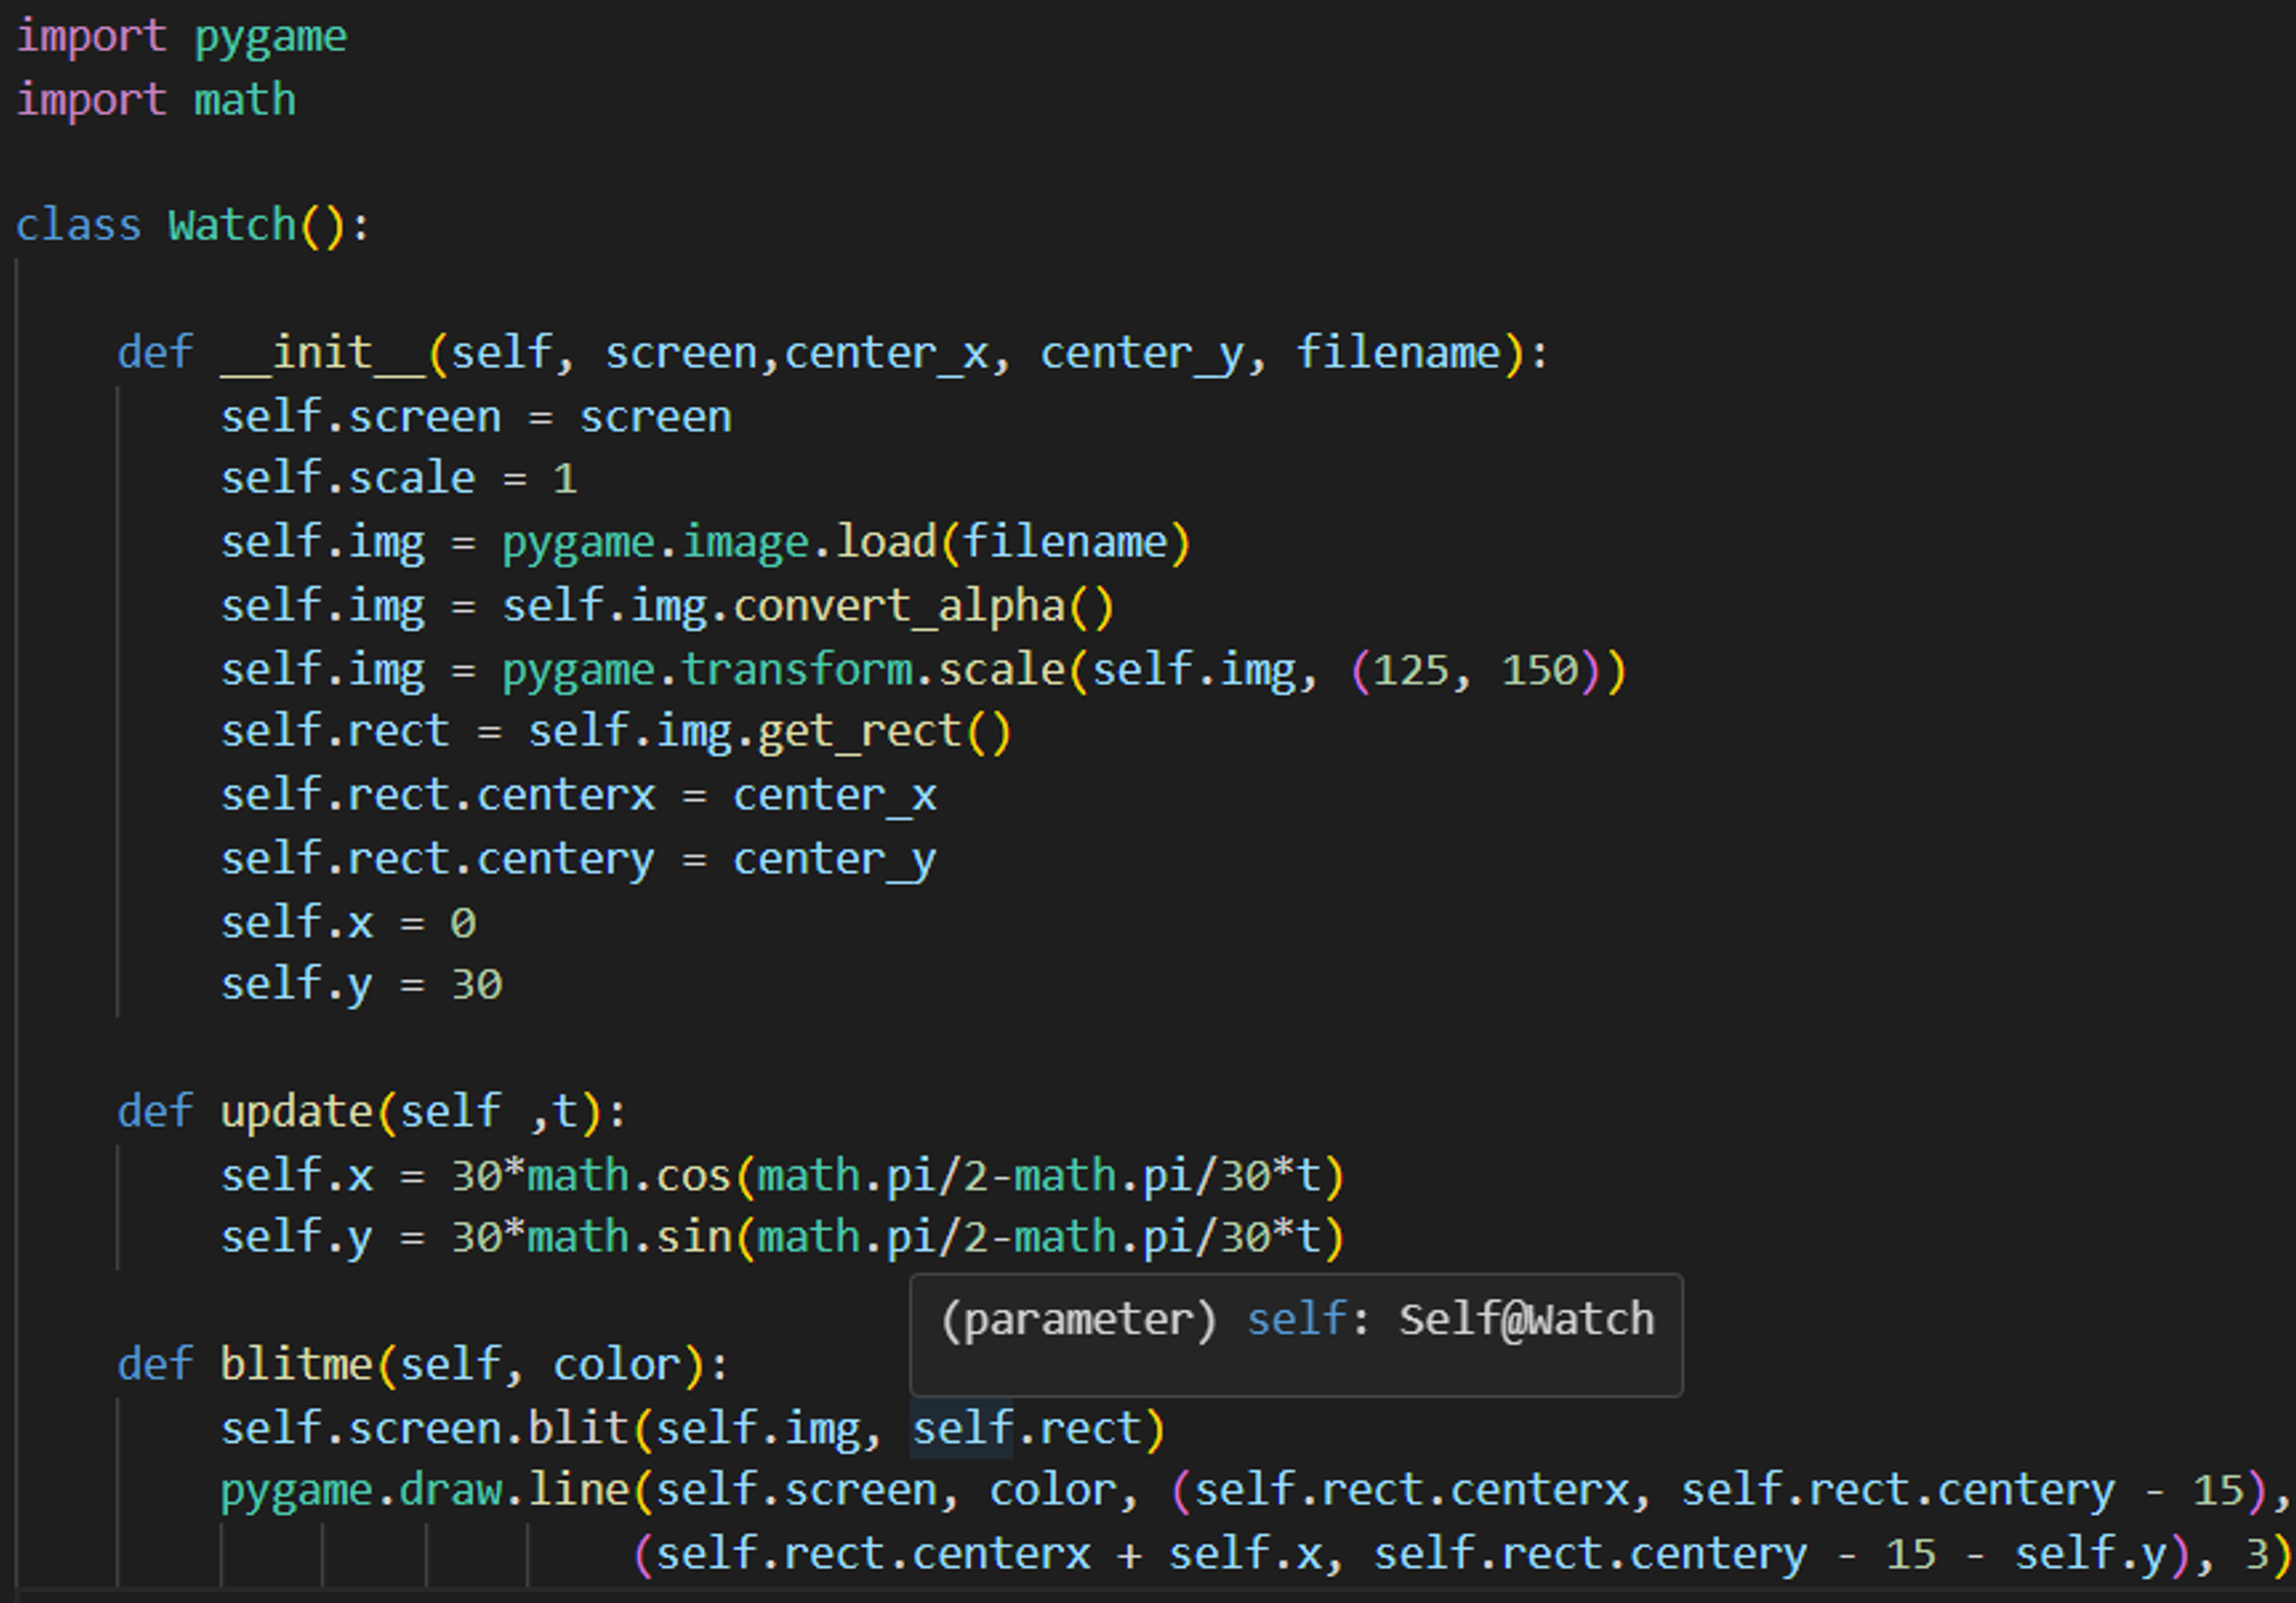 import pygame
import math
class Watch():
def __init__(self, screen,center_x, center_y, filename):
self.screen = screen
self.scale = 1
self.img = pygame.image.load(filename)
self.img = self.img.convert_alpha()
self.img = pygame.transform.scale(self.img, (125, 150))
self.rect = self.img.get_rect()
self.rect.centerx = center_x
self.rect.centery = center_y
self.x = 0
self.y = 30
def update(self ,t):
self.x = 30*math.cos(math.pi/2-math.pi/30*t)
self.y = 30*math.sin(math.pi/2-math.pi/30*t)
(parameter) self: Self@Watch
def blitme(self, color):
self.screen.blit(self.img, self.rect)
pygame.draw.line(self.screen, color, (self.rect.centerx, self.rect.centery - 15),
(self.rect.centerx + self.x, self.rect.centery - 15 - self.y), 3)